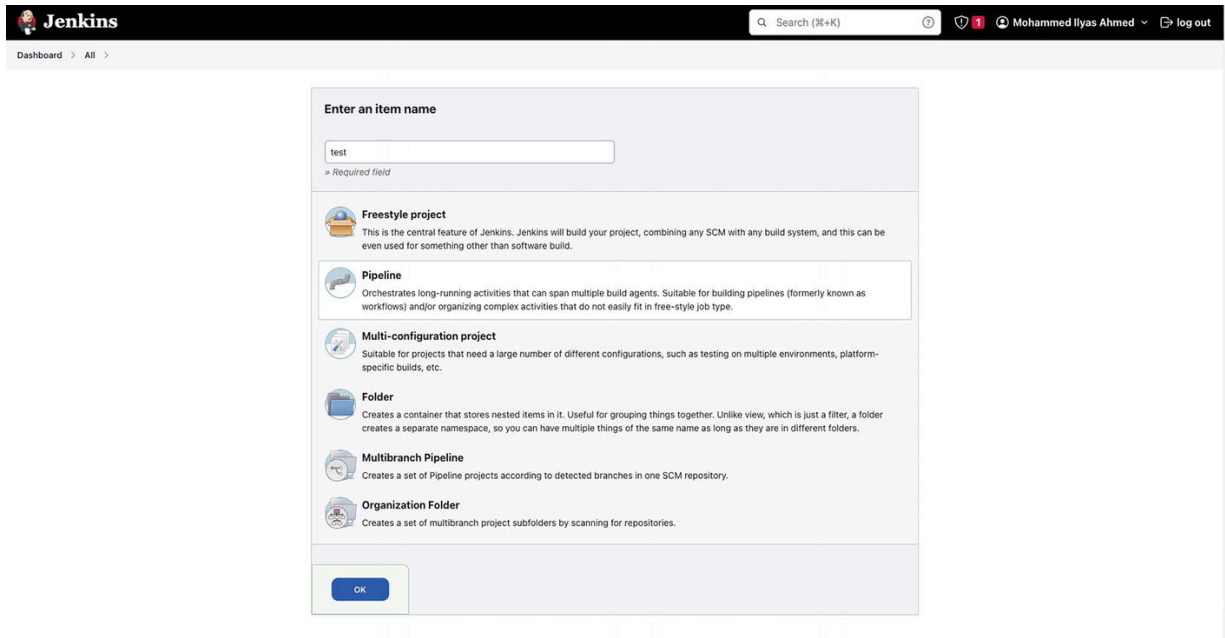 Jenkins
Search (⌘+K)
1
Mohammed Ilyas Ahmed
log out
Dashboard > All >
Enter an item name
test
» Required field
Freestyle project
This is the central feature of Jenkins. Jenkins will build your project, combining any SCM with any build system, and this can be
even used for something other than software build.
Pipeline
Orchestrates long-running activities that can span multiple build agents. Suitable for building pipelines (formerly known as
workflows) and/or organizing complex activities that do not easily fit in free-style job type.
Multi-configuration project
Suitable for projects that need a large number of different configurations, such as testing on multiple environments, platform-
specific builds, etc.
Folder
Creates a container that stores nested items in it. Useful for grouping things together. Unlike view, which is just a filter, a folder
creates a separate namespace, so you can have multiple things of the same name as long as they are in different folders.
Multibranch Pipeline
Creates a set of Pipeline projects according to detected branches in one SCM repository.
Organization Folder
Creates a set of multibranch project subfolders by scanning for repositories.
OK